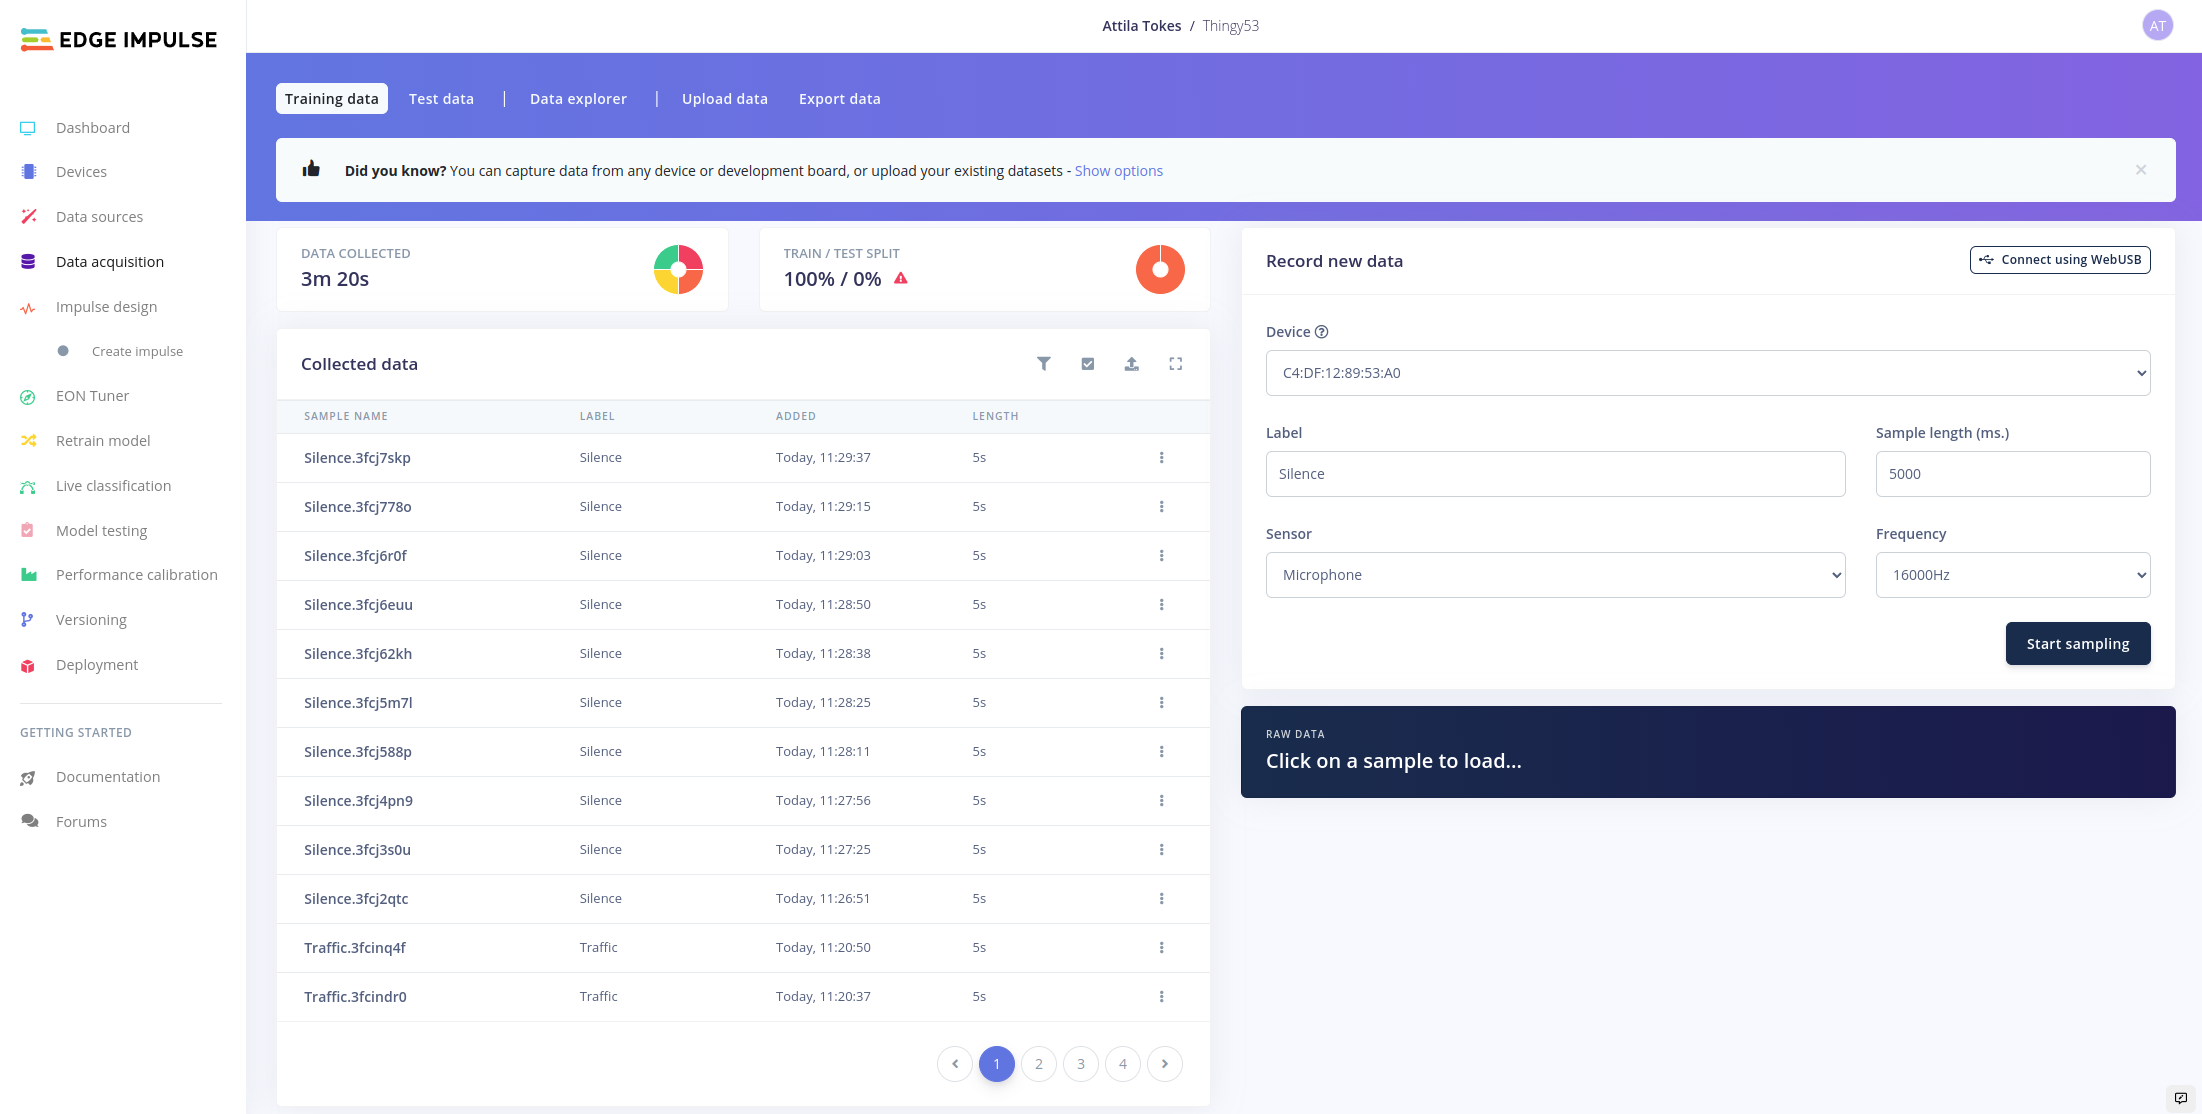 EDGE IMPULSE
Attila Tokes / Thingy53
AT
Dashboard
Devices
Data sources
Data acquisition
Impulse design
Create impulse
EON Tuner
Retrain model
Live classification
Model testing
Performance calibration
Versioning
Deployment
GETTING STARTED
Documentation
Forums
Training data | Test data | Data explorer | Upload data Export data
Did you know? You can capture data from any device or development board, or upload your existing datasets - Show options ×
DATA COLLECTED
3m 20s
TRAIN / TEST SPLIT
100% / 0%
Collected data
SAMPLE NAME LABEL ADDED LENGTH
Silence.3fcj7skp Silence Today, 11:29:37 5s
Silence.3fcj778o Silence Today, 11:29:15 5s
Silence.3fcj6r0f Silence Today, 11:29:03 5s
Silence.3fcj6euu Silence Today, 11:28:50 5s
Silence.3fcj62kh Silence Today, 11:28:38 5s
Silence.3fcj5m7l Silence Today, 11:28:25 5s
Silence.3fcj588p Silence Today, 11:28:11 5s
Silence.3fcj4pn9 Silence Today, 11:27:56 5s
Silence.3fcj3s0u Silence Today, 11:27:25 5s
Silence.3fcj2qtc Silence Today, 11:26:51 5s
Traffic.3fcinq4f Traffic Today, 11:20:50 5s
Traffic.3fcindr0 Traffic Today, 11:20:37 5s
1 2 3 4
Record new data
Connect using WebUSB
Device
C4:DF:12:89:53:A0
Label Sample length (ms.)
Silence 5000
Sensor Frequency
Microphone 16000Hz
Start sampling
RAW DATA
Click on a sample to load...